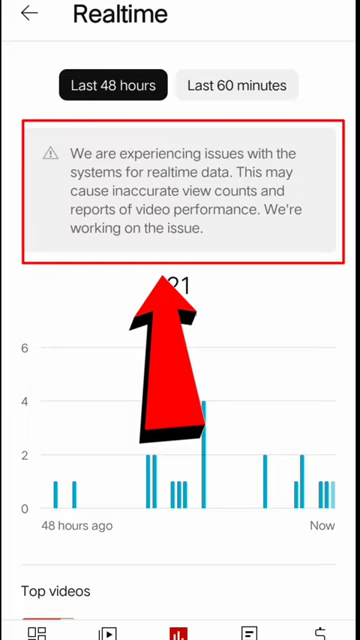 Realtime
Last 48 hours Last 60 minutes
We are experiencing issues with the
systems for realtime data. This may
cause inaccurate view counts and
reports of video performance. We're
working on the issue.
21
6
4
2
0
48 hours ago Now
Top videos